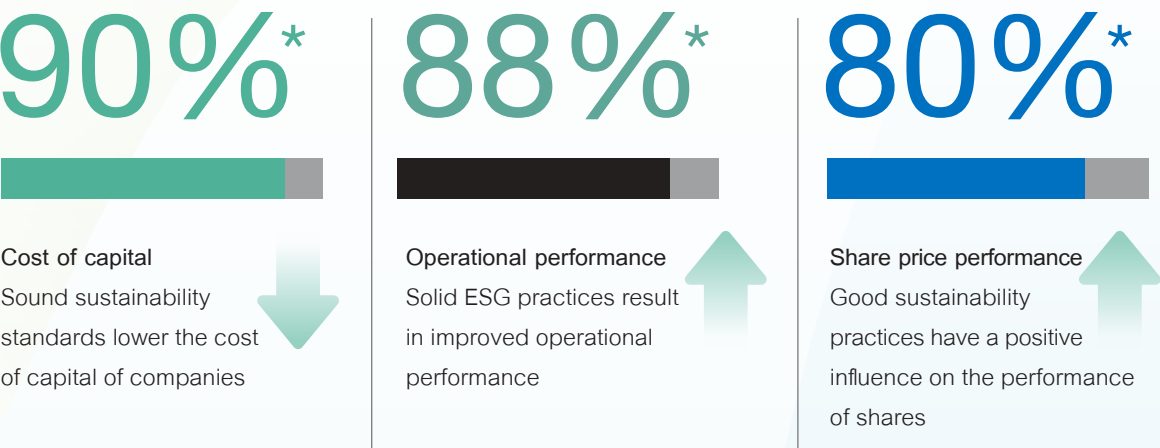 90%*
Cost of capital
Sound sustainability
standards lower the cost
of capital of companies
88%*
Operational performance
Solid ESG practices result
in improved operational
performance
80%*
Share price performance
Good sustainability
practices have a positive
influence on the performance
of shares